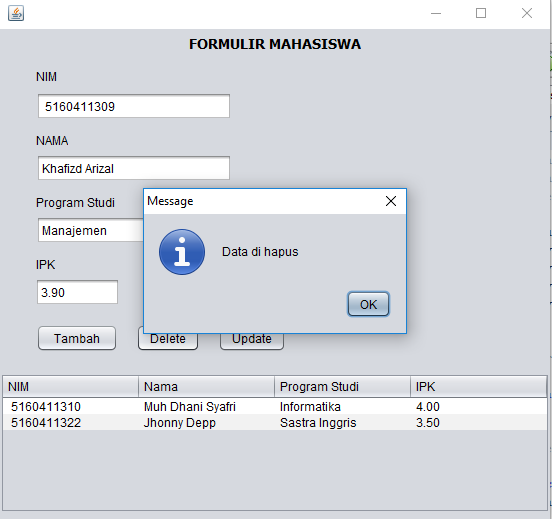 FORMULIR MAHASISWA
NIM
5160411309
NAMA
Khafizd Arizal
Program Studi
Manajemen
Message
Data di hapus
OK
IPK
3.90
Tambah Delete Update
NIM Nama Program Studi IPK
5160411310 Muh Dhani Syafri Informatika 4.00
5160411322 Jhonny Depp Sastra Inggris 3.50